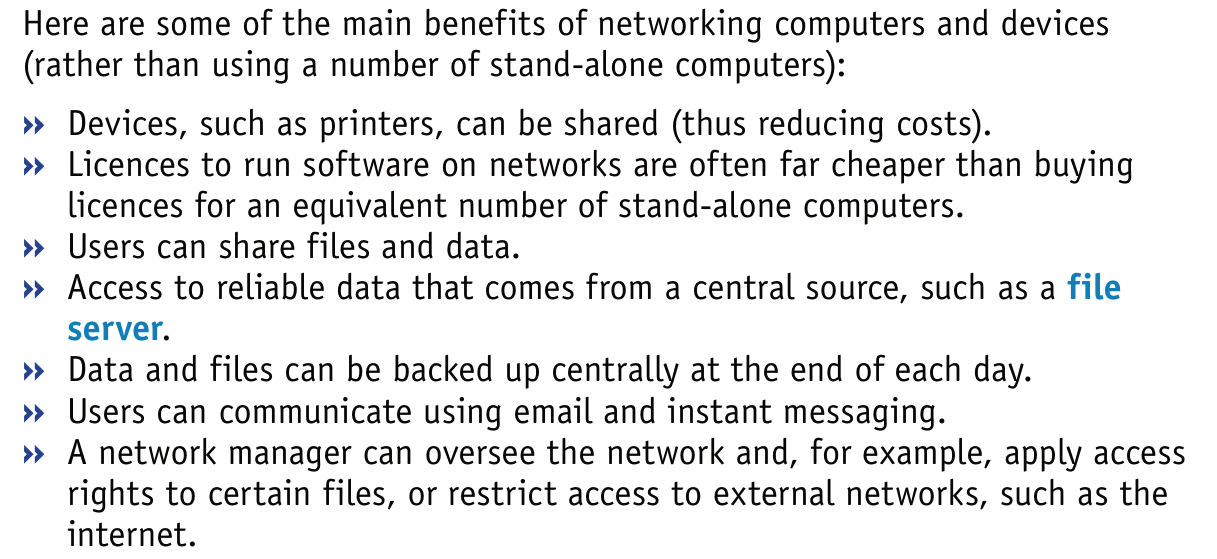 Here are some of the main benefits of networking computers and devices
(rather than using a number of stand-alone computers):
» Devices, such as printers, can be shared (thus reducing costs).
» Licences to run software on networks are often far cheaper than buying
licences for an equivalent number of stand-alone computers.
» Users can share files and data.
» Access to reliable data that comes from a central source, such as a file
server.
» Data and files can be backed up centrally at the end of each day.
» Users can communicate using email and instant messaging.
» A network manager can oversee the network and, for example, apply access
rights to certain files, or restrict access to external networks, such as the
internet.